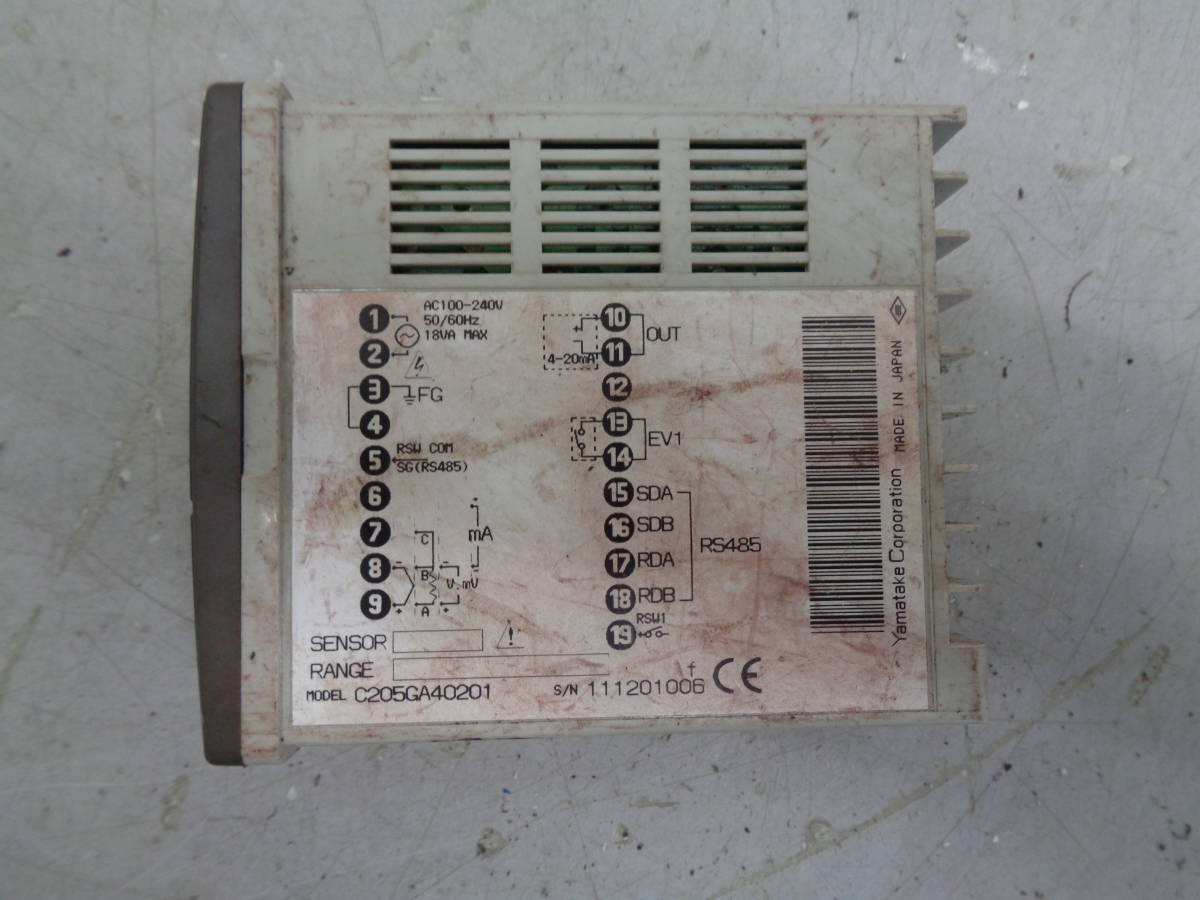 1 AC100-240V
50/60Hz
2 18VA MAX
3 FG
4
5 RSW COM
SG(RS485)
6
7 C mA
8 - B - V, mV
9 + A +
SENSOR
RANGE
MODEL C205GA40201
10 OUT
11 4-20mA
12
13 EV1
14
15 SDA
16 SDB
17 RDA RS485
18 RDB
19 RSW1
S/N 111201006 f CE
Yamatake Corporation MADE IN JAPAN